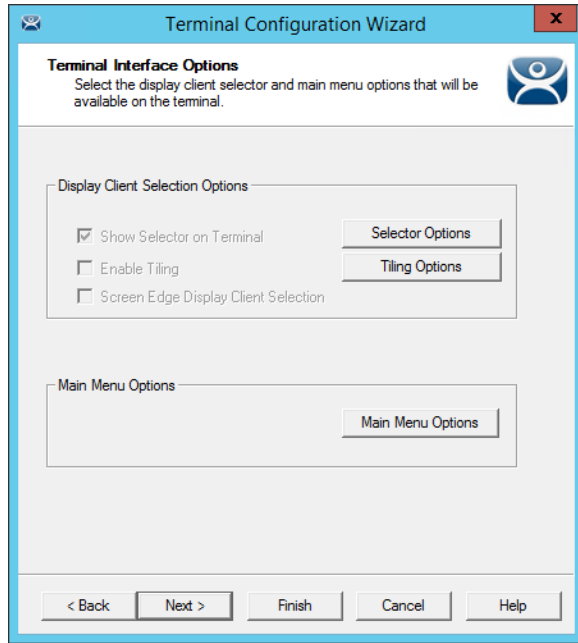 Terminal Configuration Wizard
x
Terminal Interface Options
Select the display client selector and main menu options that will be
available on the terminal.
Display Client Selection Options
Show Selector on Terminal
Selector Options
Enable Tiling
Tiling Options
Screen Edge Display Client Selection
Main Menu Options
Main Menu Options
< Back
Next >
Finish
Cancel
Help